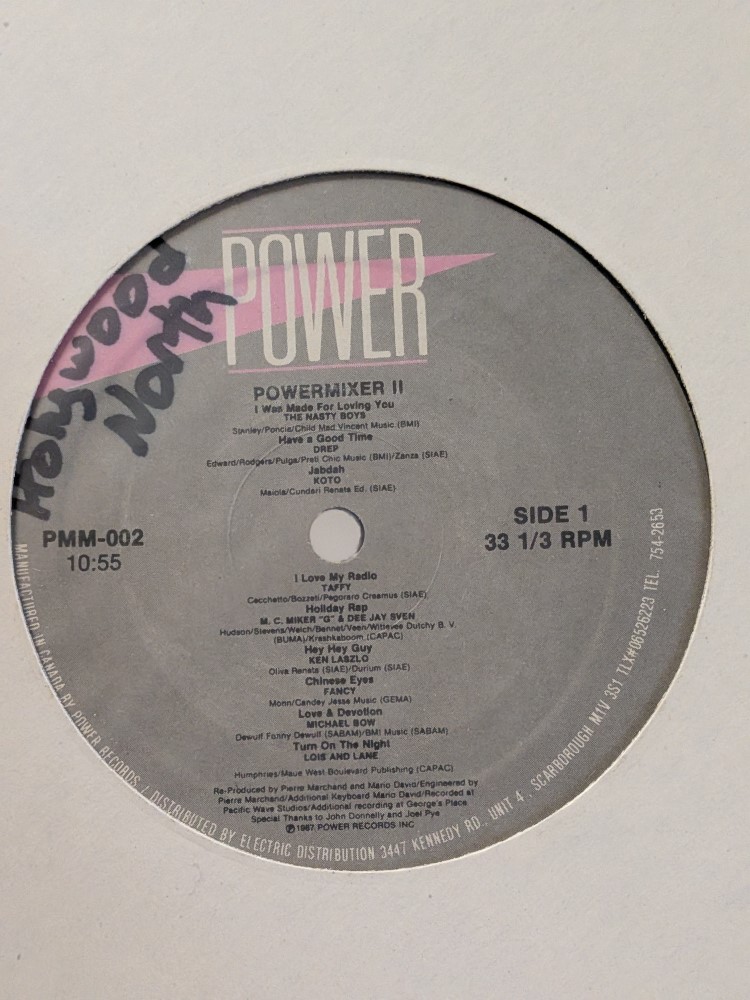 Hollywood
North
POWER
POWERMIXER II
I Was Made For Loving You
THE NASTY BOYS
Stanley/Poncia/Child Mad Vincent Music (BMI)
Have a Good Time
DREP
Edward/Rodgers/Pulga/Prati Chic Music (BMI)/Zanza (SIAE)
Jabdah
KOTO
Maiola/Cundari Renata Ed. (SIAE)
PMM-002
10:55
SIDE 1
33 1/3 RPM
I Love My Radio
TAFFY
Cacchetto/Bozzati/Pegoraro Creamus (SIAE)
Holiday Rap
M. C. MIKER "G" & DEE JAY SVEN
Hudson/Stevens/Welch/Bennet/Veen/Witlevee Dutchy B. V.
(BUMA)/Kreshkaboom (CAPAC)
Hey Hey Guy
KEN LASZLO
Oliva Renata (SIAE)/Durium (SIAE)
Chinese Eyes
FANCY
Monn/Candey Jesse Music (GEMA)
Love & Devotion
MICHAEL BOW
Dewulf Fanny Dewulf (SABAM)/BMI Music (SABAM)
Turn On The Night
LOIS AND LANE
Humphries/Maue West Boulevard Publishing (CAPAC)
Re-Produced by Pierre Marchand and Mario David/Engineered by
Pierre Marchand/Additional Keyboard Mario David/Recorded at
Pacific Wave Studios/Additional recording at George's Place
Special Thanks to John Donnelly and Joel Pye
Ⓟ1987 POWER RECORDS INC
MANUFACTURED IN CANADA BY POWER RECORDS / DISTRIBUTED BY ELECTRIC DISTRIBUTION 3447 KENNEDY RD. UNIT 4 , SCARBOROUGH M1V 3S1 TLX#06526223 TEL. 754-2653